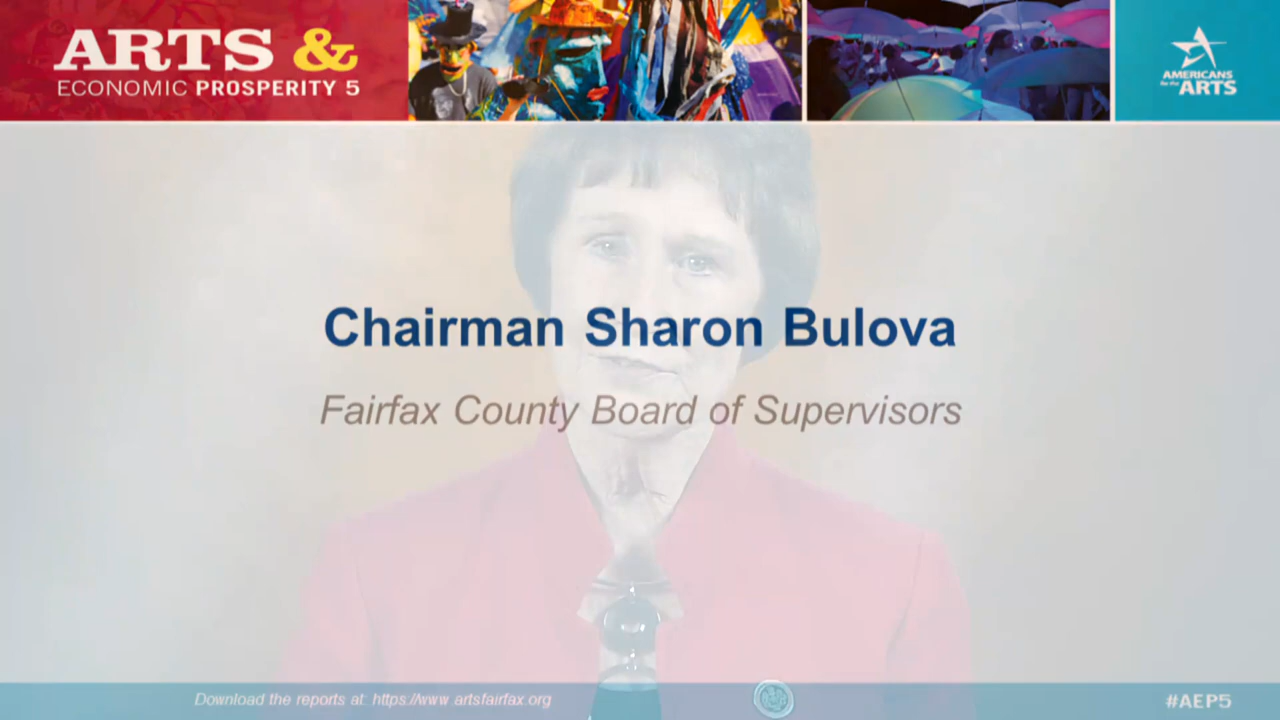 ARTS &
ECONOMIC PROSPERITY 5
AMERICANS
for the ARTS
Chairman Sharon Bulova
Fairfax County Board of Supervisors
Download the reports at: https://www.artsfairfax.org
#AEP5